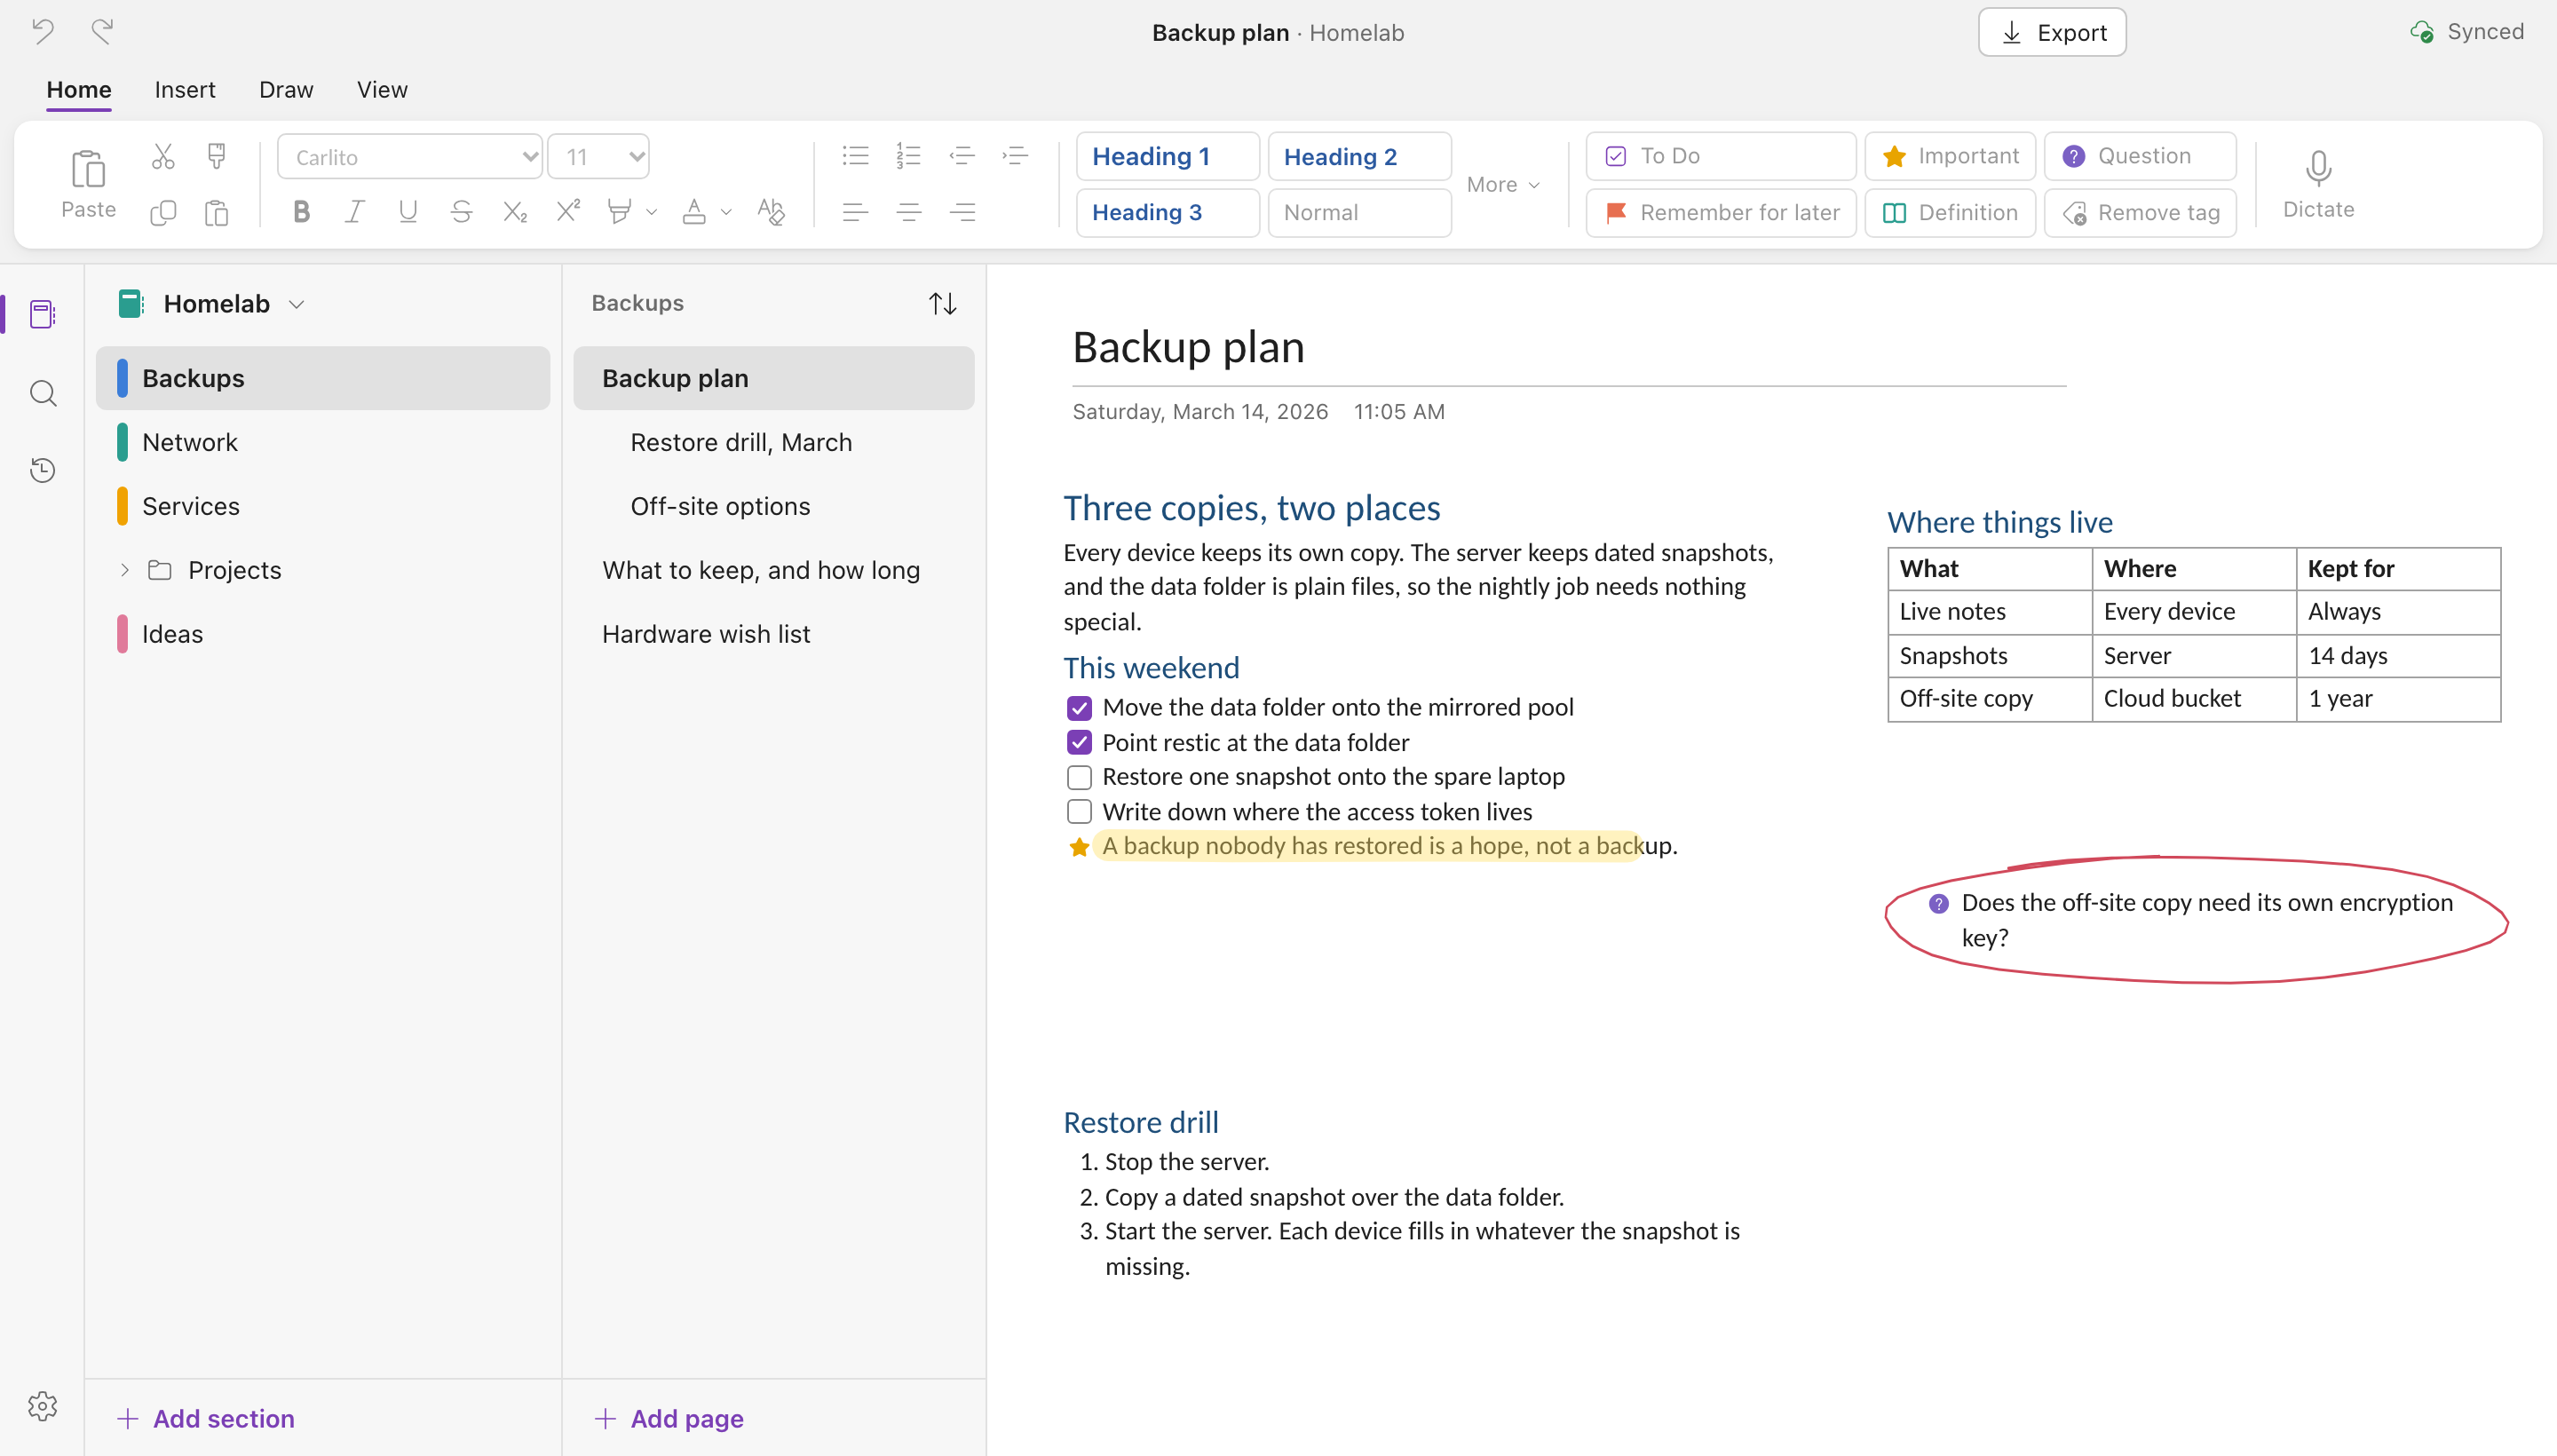 Backup plan · Homelab
Export
Synced
Home
Insert
Draw
View
Paste
Carlito
11
Heading 1
Heading 2
Heading 3
Normal
More
To Do
Important
Question
Remember for later
Definition
Remove tag
Dictate
Homelab
Backups
Network
Services
Projects
Ideas
Add section
Backups
Backup plan
Restore drill, March
Off-site options
What to keep, and how long
Hardware wish list
Add page
Backup plan
Saturday, March 14, 2026 11:05 AM
Three copies, two places
Every device keeps its own copy. The server keeps dated snapshots,
and the data folder is plain files, so the nightly job needs nothing
special.
This weekend
Move the data folder onto the mirrored pool
Point restic at the data folder
Restore one snapshot onto the spare laptop
Write down where the access token lives
A backup nobody has restored is a hope, not a backup.
Where things live
What Where Kept for
Live notes Every device Always
Snapshots Server 14 days
Off-site copy Cloud bucket 1 year
Does the off-site copy need its own encryption
key?
Restore drill
1. Stop the server.
2. Copy a dated snapshot over the data folder.
3. Start the server. Each device fills in whatever the snapshot is
missing.